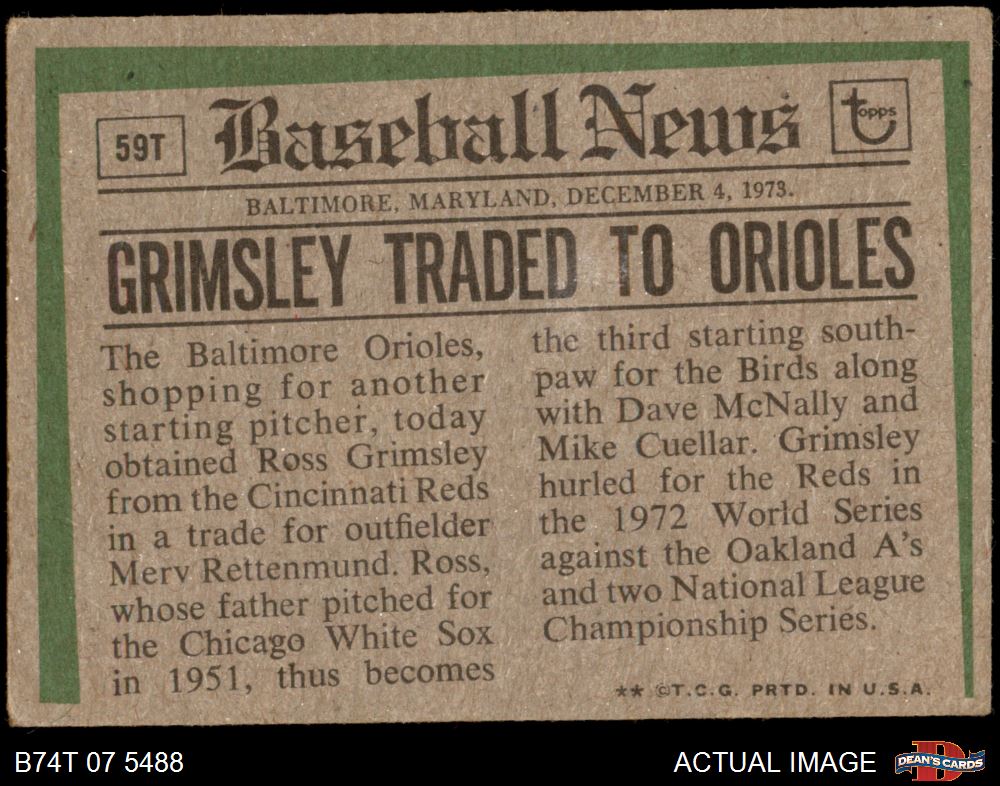 59T
Baseball News
topps
BALTIMORE, MARYLAND, DECEMBER 4, 1973.
GRIMSLEY TRADED TO ORIOLES
The Baltimore Orioles,
shopping for another
starting pitcher, today
obtained Ross Grimsley
from the Cincinnati Reds
in a trade for outfielder
Merv Rettenmund. Ross,
whose father pitched for
the Chicago White Sox
in 1951, thus becomes
the third starting south-
paw for the Birds along
with Dave McNally and
Mike Cuellar. Grimsley
hurled for the Reds in
the 1972 World Series
against the Oakland A's
and two National League
Championship Series.
** ©T.C.G. PRTD. IN U.S.A.
B74T 07 5488
ACTUAL IMAGE
DEAN'S CARDS